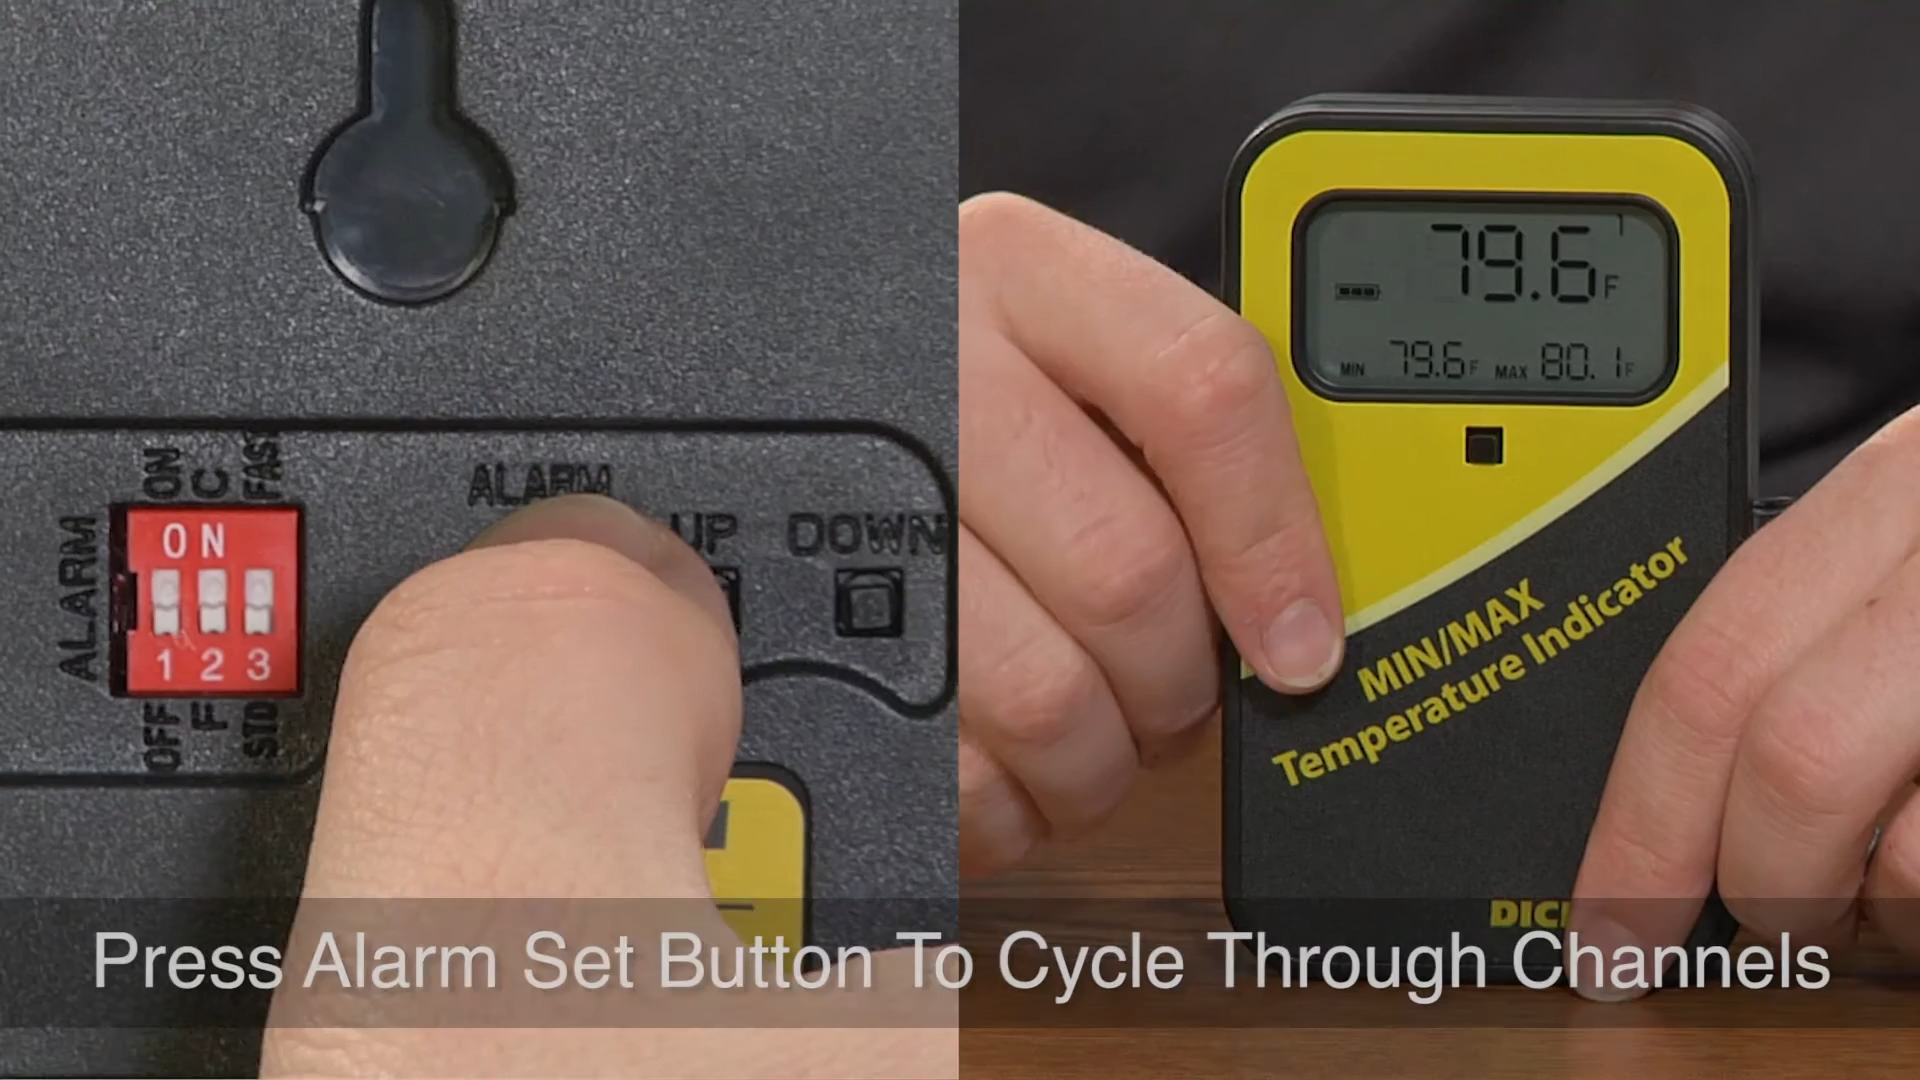 ON
C
FAS
ALARM
ON
1 2 3
OFF
F
STD
ALARM
UP
DOWN
79.6 F
MIN 79.6 F MAX 80.1 F
MIN/MAX
Temperature Indicator
Press Alarm Set Button To Cycle Through Channels